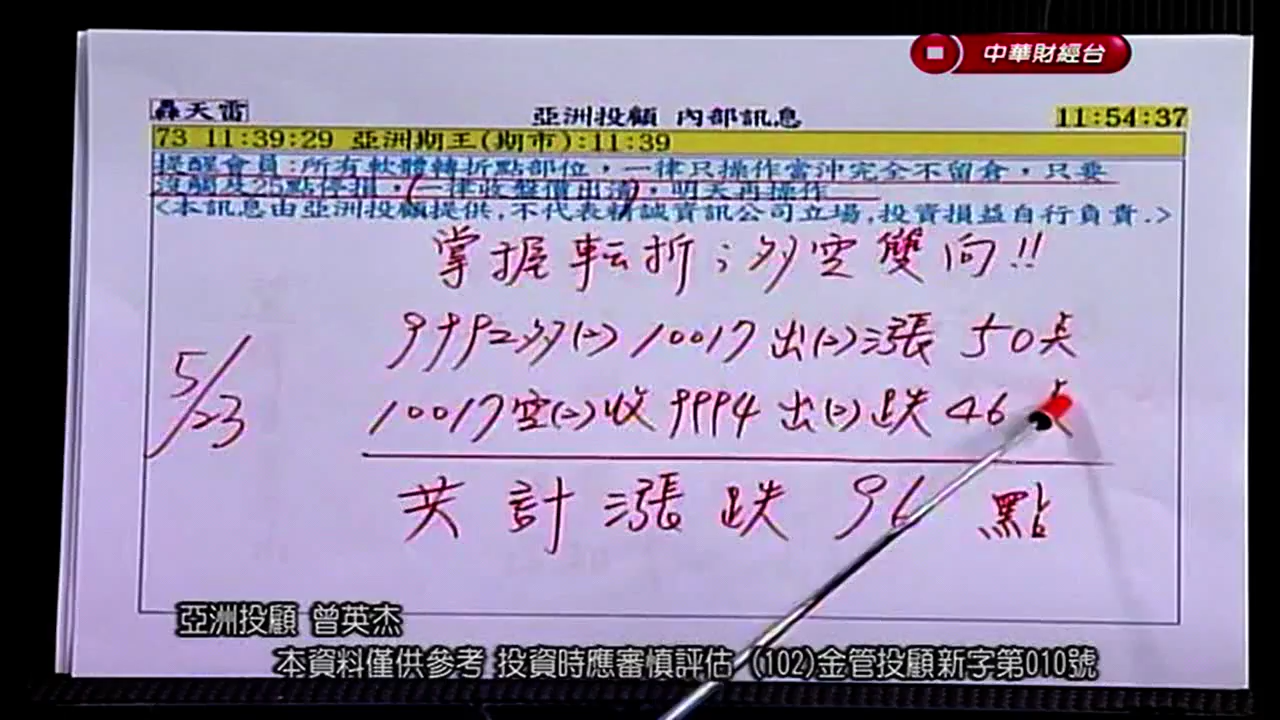 中華財經台
轟天雷 亞洲投顧 內部訊息 11:54:37
73 11:39:29 亞洲期王(期市):11:39
提醒會員:所有軟體轉折點部位,一律只操作當沖完全不留倉,只要
沒觸及25點停損,(一律收盤價出清),明天再操作
<本訊息由亞洲投顧提供,不代表精誠資訊公司立場,投資損益自行負責.>
掌握転折;多空雙向!!
5/23
9992多(=)10017出(=)漲 50点
10017空(=)收9994出(=)跌 46点
共計漲跌 96 點
亞洲投顧 曾英杰
本資料僅供參考 投資時應審慎評估 (102)金管投顧新字第010號